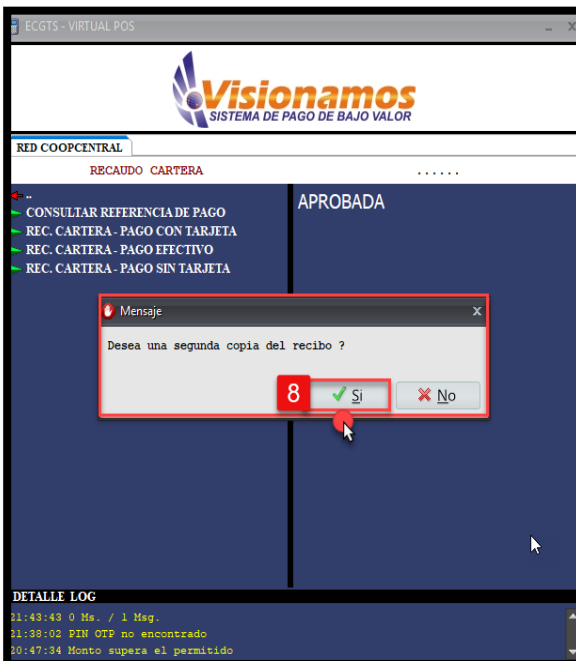 ECGTS - VIRTUAL POS
Visionamos
SISTEMA DE PAGO DE BAJO VALOR
RED COOPCENTRAL
RECAUDO CARTERA
......
..
CONSULTAR REFERENCIA DE PAGO
REC. CARTERA - PAGO CON TARJETA
REC. CARTERA - PAGO EFECTIVO
REC. CARTERA - PAGO SIN TARJETA
APROBADA
Mensaje
Desea una segunda copia del recibo ?
8
Si
No
DETALLE LOG
21:43:43 0 Ms. / 1 Msg.
21:38:02 PIN OTP no encontrado
20:47:34 Monto supera el permitido